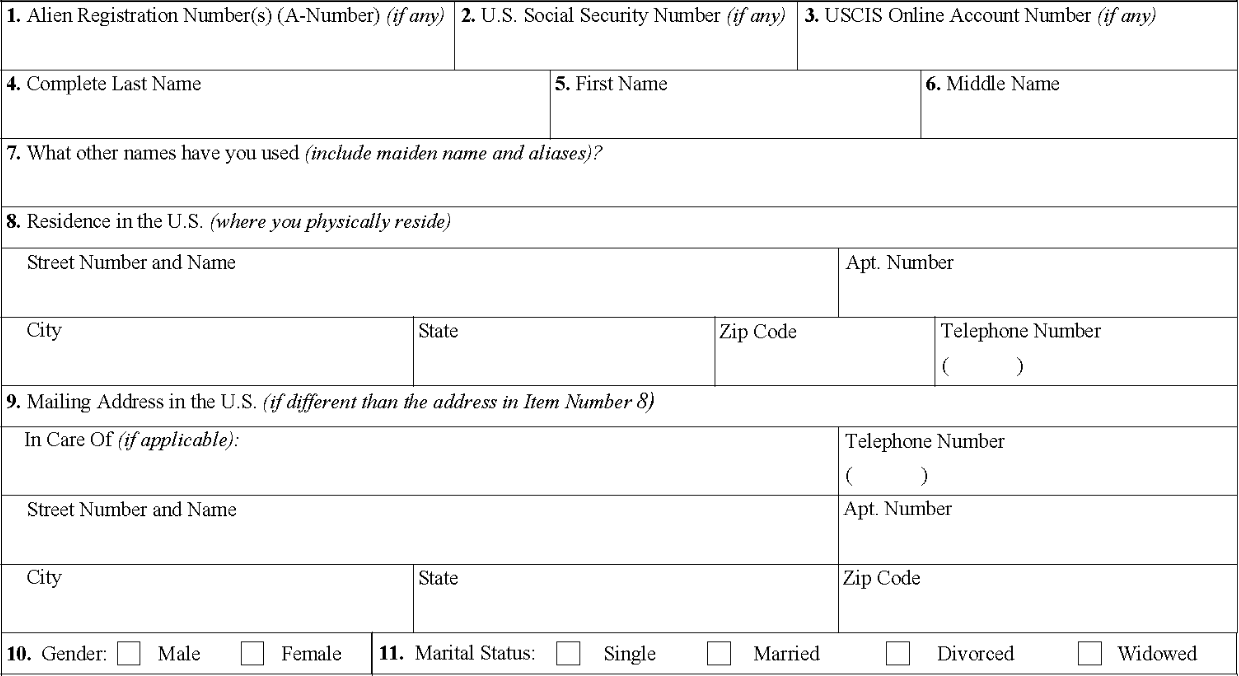 1. Alien Registration Number(s) (A-Number) (if any) 2. U.S. Social Security Number (if any) 3. USCIS Online Account Number (if any)
4. Complete Last Name 5. First Name 6. Middle Name
7. What other names have you used (include maiden name and aliases)?
8. Residence in the U.S. (where you physically reside)
Street Number and Name Apt. Number
City State Zip Code Telephone Number
( )
9. Mailing Address in the U.S. (if different than the address in Item Number 8)
In Care Of (if applicable): Telephone Number
( )
Street Number and Name Apt. Number
City State Zip Code
10. Gender: Male Female 11. Marital Status: Single Married Divorced Widowed